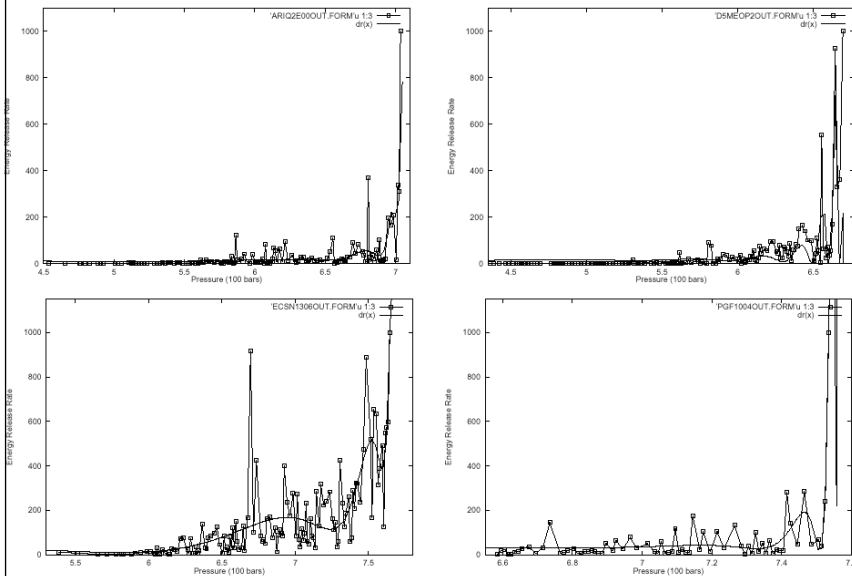 'ARIQ2E00OUT.FORM'u 1:3
dr(x)
1000
800
600
400
200
0
Energy Release Rate
4.5 5 5.5 6 6.5 7
Pressure (100 bars)
'D5MEOP2OUT.FORM'u 1:3
dr(x)
1000
800
600
400
200
0
Energy Release Rate
4.5 5 5.5 6 6.5
Pressure (100 bars)
'ECSN1306OUT.FORM'u 1:3
dr(x)
1000
800
600
400
200
0
Energy Release Rate
5.5 6 6.5 7 7.5
Pressure (100 bars)
'PGF1004OUT.FORM'u 1:3
dr(x)
1000
800
600
400
200
0
Energy Release Rate
6.6 6.8 7 7.2 7.4
Pressure (100 bars)